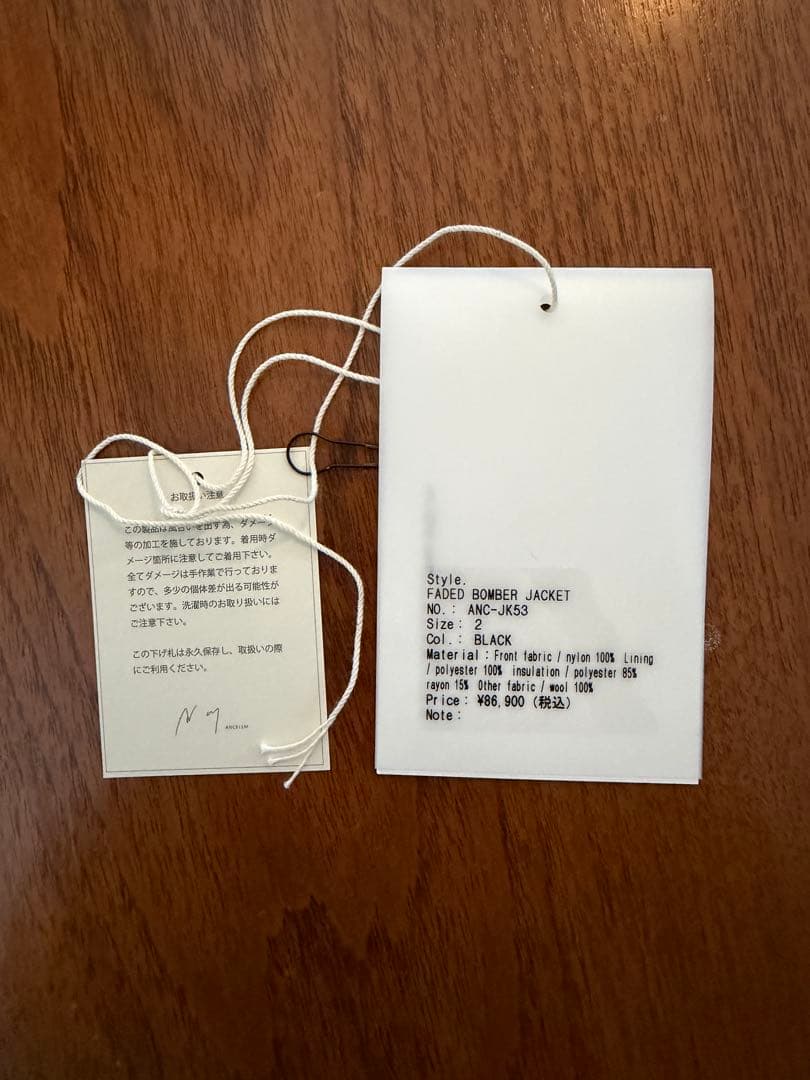 お取扱い注意
この製品は風合いを出す為、ダメージ
等の加工を施しております。着用時ダ
メージ箇所に注意してご着用下さい。
全てダメージは手作業で行っておりま
すので、多少の個体差が出る可能性が
ございます。洗濯時のお取り扱いには
ご注意下さい。
この下げ札は永久保存し、取扱いの際
にご利用ください。
ANCELLM
Style.
FADED BOMBER JACKET
NO.: ANC-JK53
Size: 2
Col.: BLACK
Material : Front fabric / nylon 100% Lining
/ polyester 100% insulation / polyester 85%
rayon 15% Other fabric / wool 100%
Price: ¥86,900 (税込)
Note: